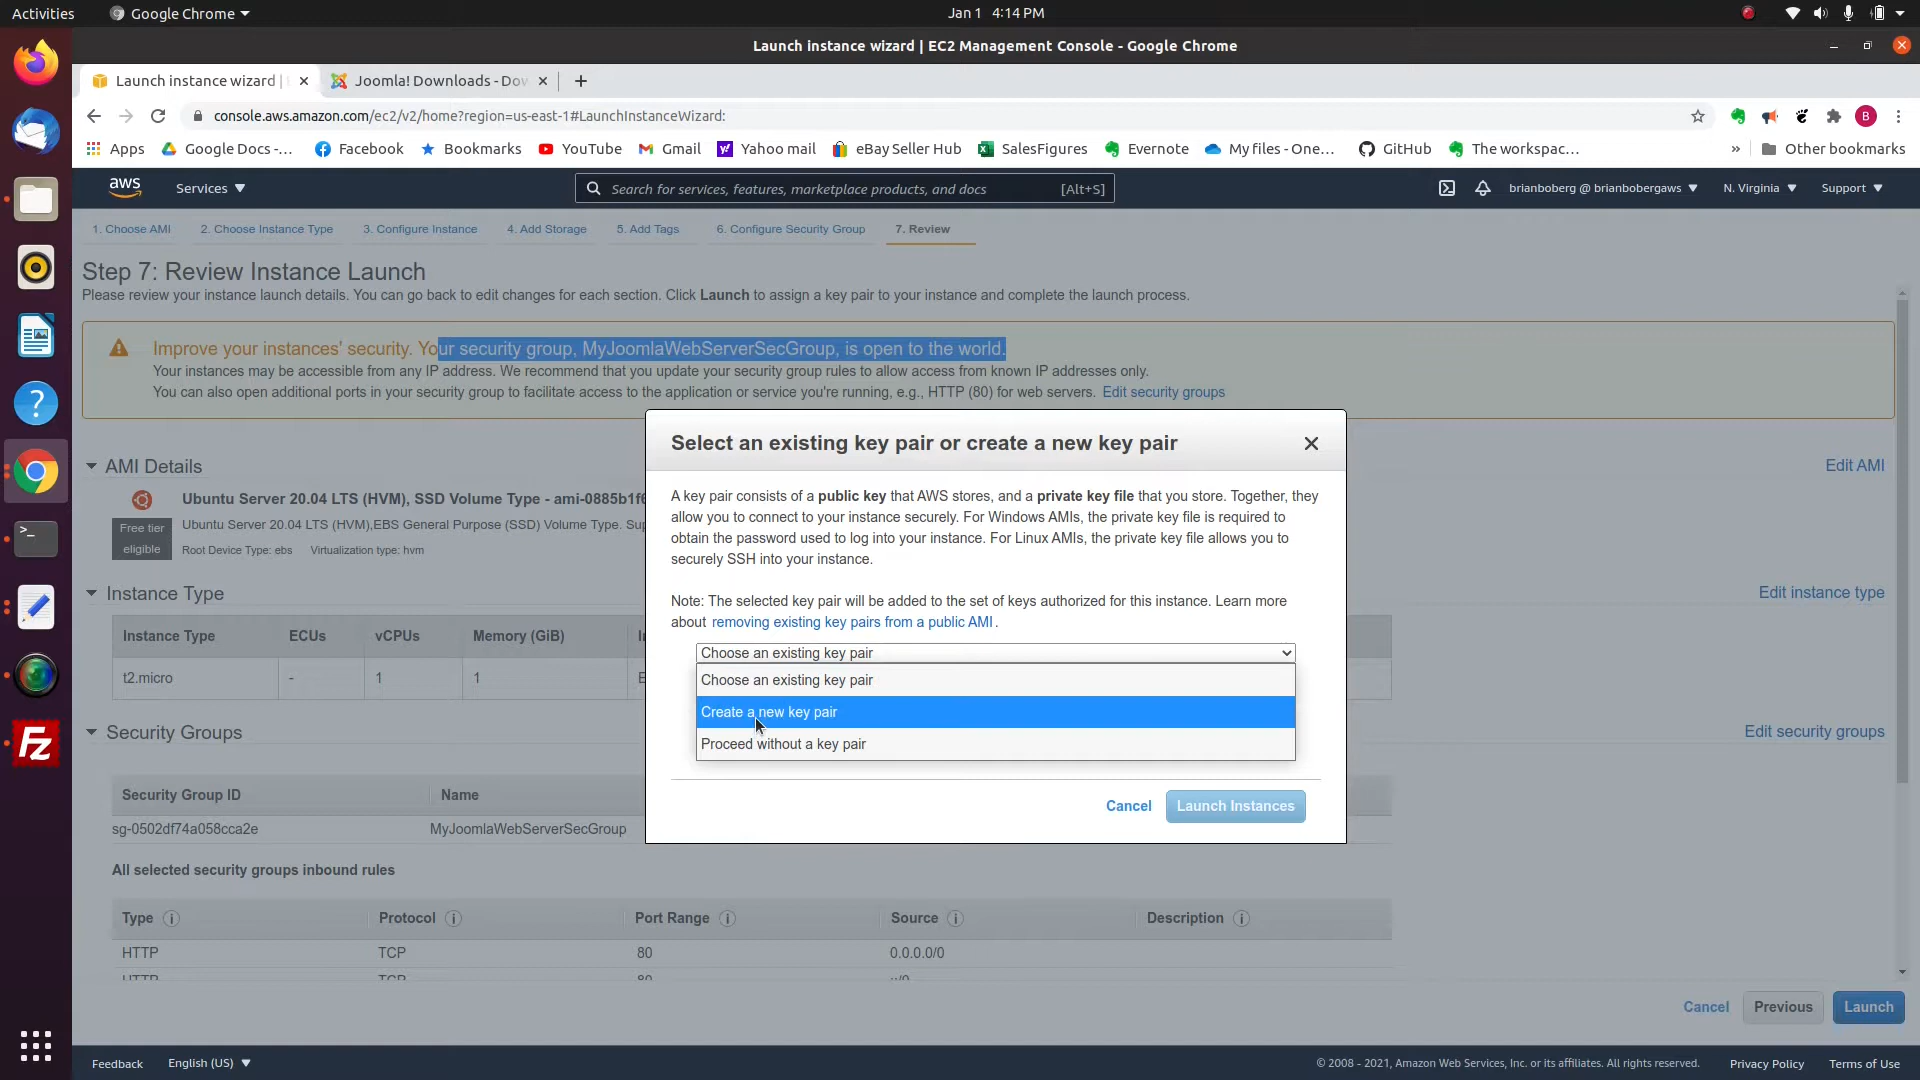 Activities
Google Chrome
Jan 1 4:14 PM
Launch instance wizard | EC2 Management Console - Google Chrome
Launch instance wizard |
Joomla! Downloads - Dow
console.aws.amazon.com/ec2/v2/home?region=us-east-1#LaunchInstanceWizard:
B
Apps
Google Docs -...
Facebook
Bookmarks
YouTube
Gmail
Yahoo mail
eBay Seller Hub
SalesFigures
Evernote
My files - One...
GitHub
The workspac...
»
Other bookmarks
aws
Services
Search for services, features, marketplace products, and docs
[Alt+S]
brianboberg @ brianbobergaws
N. Virginia
Support
1. Choose AMI
2. Choose Instance Type
3. Configure Instance
4. Add Storage
5. Add Tags
6. Configure Security Group
7. Review
Step 7: Review Instance Launch
Please review your instance launch details. You can go back to edit changes for each section. Click Launch to assign a key pair to your instance and complete the launch process.
Improve your instances' security. Your security group, MyJoomlaWebServerSecGroup, is open to the world.
Your instances may be accessible from any IP address. We recommend that you update your security group rules to allow access from known IP addresses only.
You can also open additional ports in your security group to facilitate access to the application or service you're running, e.g., HTTP (80) for web servers. Edit security groups
Select an existing key pair or create a new key pair
A key pair consists of a public key that AWS stores, and a private key file that you store. Together, they
allow you to connect to your instance securely. For Windows AMIs, the private key file is required to
obtain the password used to log into your instance. For Linux AMIs, the private key file allows you to
securely SSH into your instance.
Note: The selected key pair will be added to the set of keys authorized for this instance. Learn more
about removing existing key pairs from a public AMI.
Choose an existing key pair
Choose an existing key pair
Create a new key pair
Proceed without a key pair
Cancel
Launch Instances
AMI Details
Edit AMI
Ubuntu Server 20.04 LTS (HVM), SSD Volume Type - ami-0885b1f6
Free tier
eligible
Ubuntu Server 20.04 LTS (HVM),EBS General Purpose (SSD) Volume Type. Sup
Root Device Type: ebs
Virtualization type: hvm
Instance Type
Edit instance type
Instance Type
ECUs
vCPUs
Memory (GiB)
t2.micro
-
1
1
Security Groups
Edit security groups
Security Group ID
Name
sg-0502df74a058cca2e
MyJoomlaWebServerSecGroup
All selected security groups inbound rules
Type
Protocol
Port Range
Source
Description
HTTP
TCP
80
0.0.0.0/0
HTTP
TCP
80
Cancel
Previous
Launch
Feedback
English (US)
© 2008 - 2021, Amazon Web Services, Inc. or its affiliates. All rights reserved.
Privacy Policy
Terms of Use